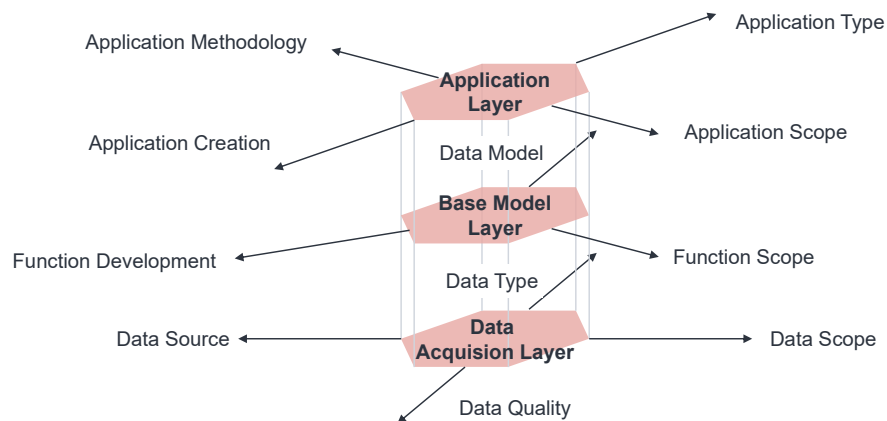 Application Type
Application Methodology
Application
Layer
Application Scope
Application Creation
Data Model
Base Model
Layer
Function Development
Function Scope
Data Type
Data
Acquision Layer
Data Source
Data Scope
Data Quality